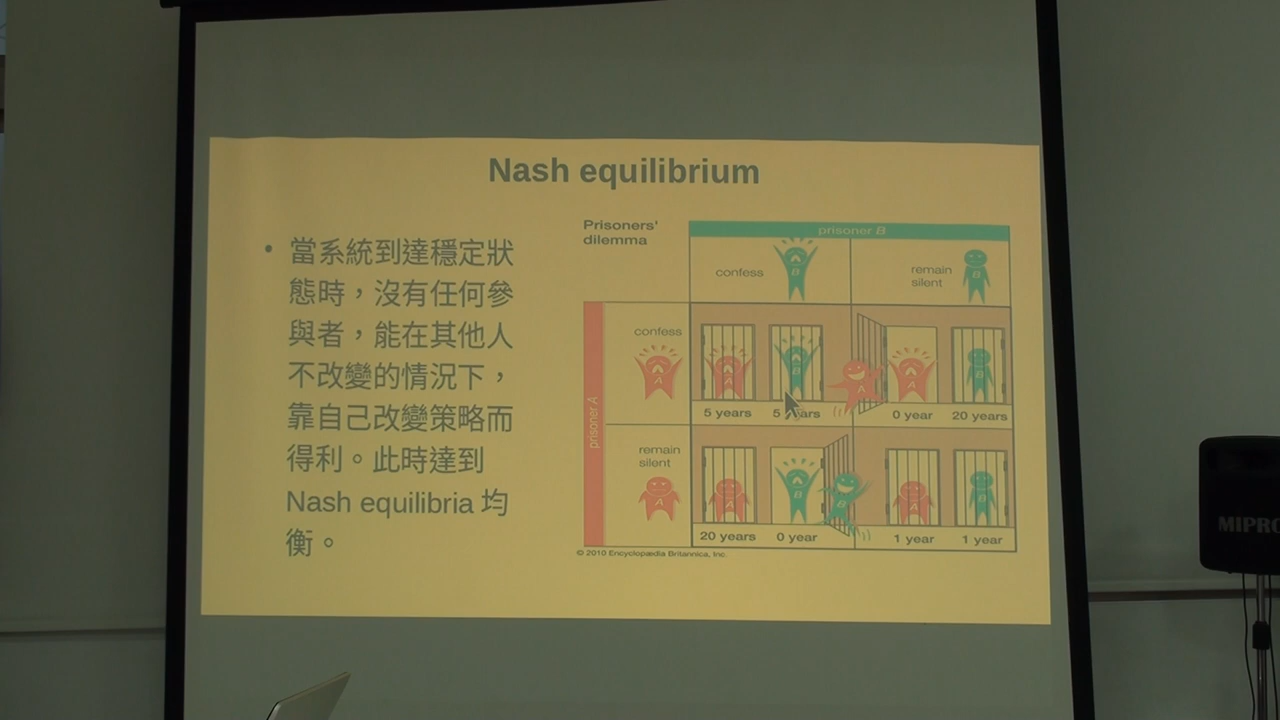 Nash equilibrium
• 當系統到達穩定狀
態時，沒有任何參
與者，能在其他人
不改變的情況下，
靠自己改變策略而
得利。此時達到
Nash equilibria 均
衡。
Prisoners'
dilemma
prisoner B
confess
B
remain
silent
B
prisoner A
confess
A
A
B
A
A
B
5 years
0 year
20 years
remain
silent
A
A
B
B
A
B
20 years
0 year
1 year
1 year
© 2010 Encyclopædia Britannica, Inc.
MIPRO